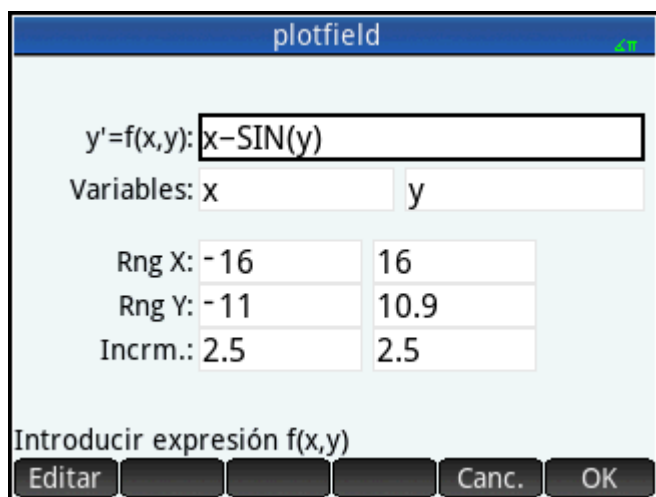 plotfield
∡π
y'=f(x,y): x−SIN(y)
Variables: x y
Rng X: -16 16
Rng Y: -11 10.9
Incrm.: 2.5 2.5
Introducir expresión f(x,y)
Editar Canc. OK